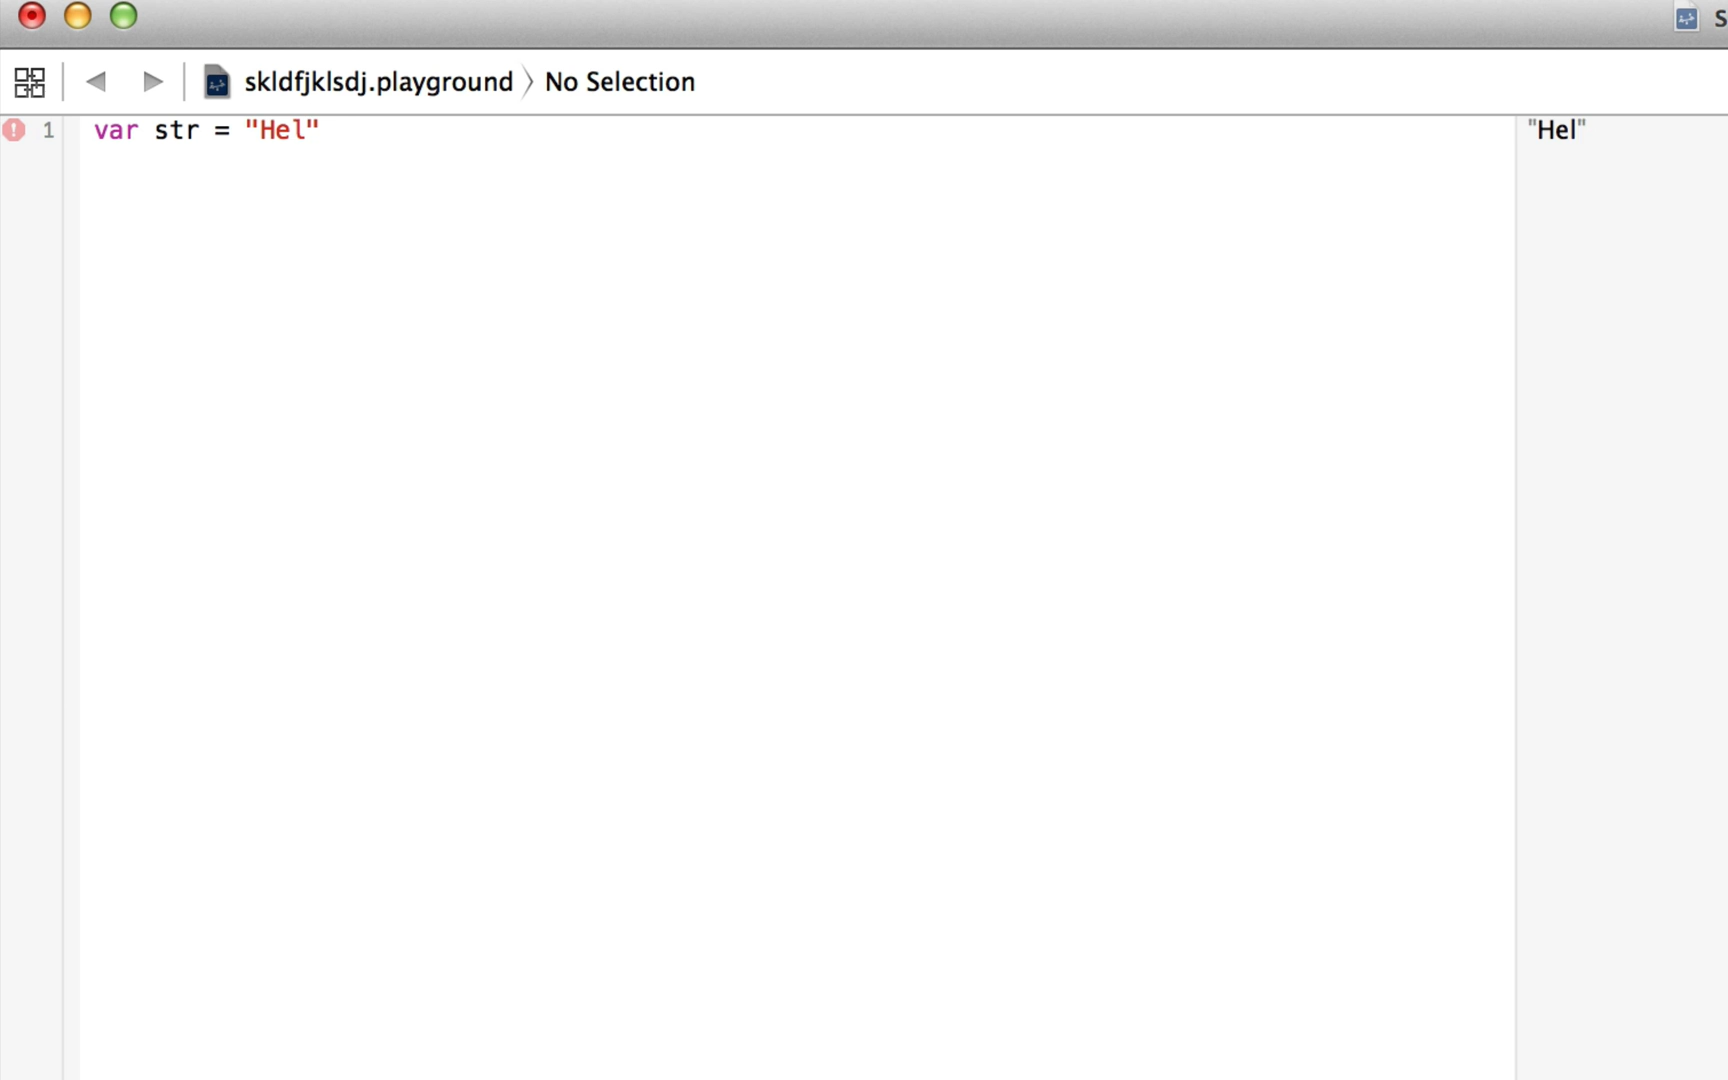 S
skldfjklsdj.playground 〉 No Selection
1 var str = "Hel"
"Hel"